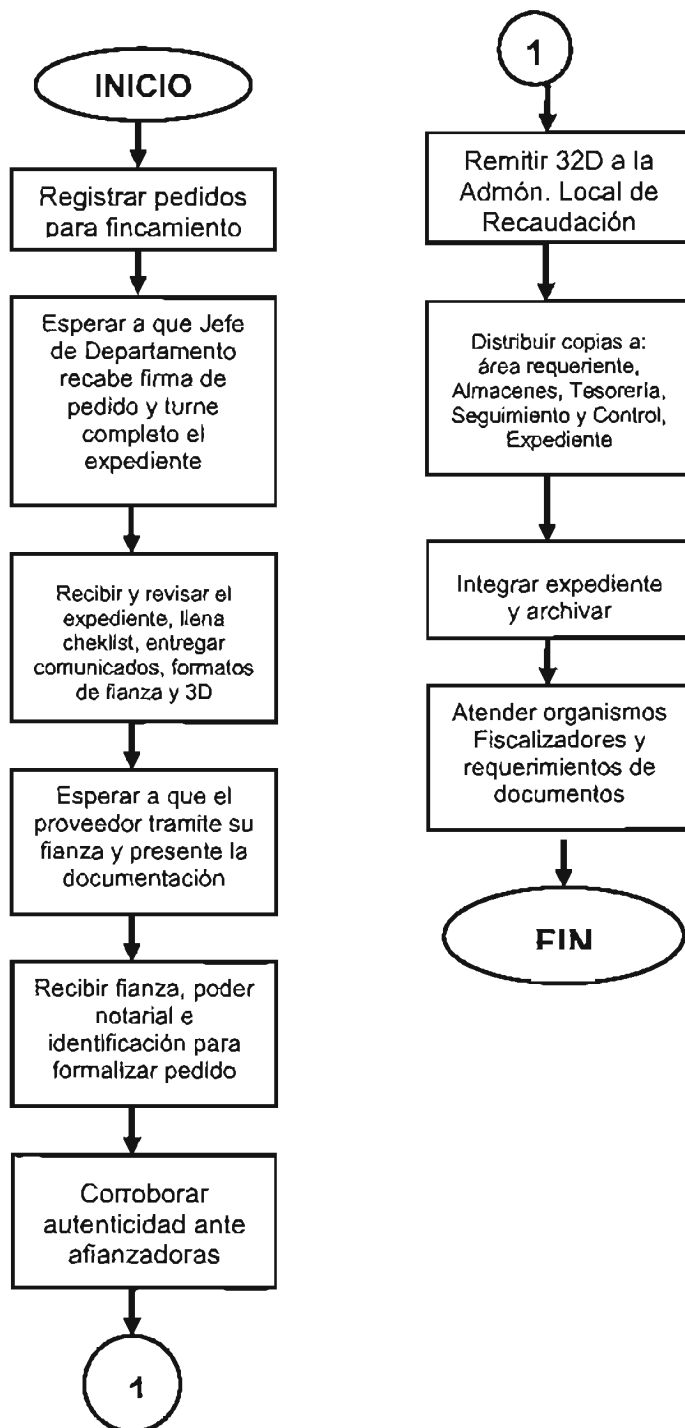 INICIO
Registrar pedidos
para fincamiento
Esperar a que Jefe
de Departamento
recabe firma de
pedido y turne
completo el
expediente
Recibir y revisar el
expediente, llena
cheklist, entregar
comunicados, formatos
de fianza y 3D
Esperar a que el
proveedor tramite su
fianza y presente la
documentación
Recibir fianza, poder
notarial e
identificación para
formalizar pedido
Corroborar
autenticidad ante
afianzadoras
1
1
Remitir 32D a la
Admón. Local de
Recaudación
Distribuir copias a:
área requeriente,
Almacenes, Tesorería,
Seguimiento y Control,
Expediente
Integrar expediente
y archivar
Atender organismos
Fiscalizadores y
requerimientos de
documentos
FIN